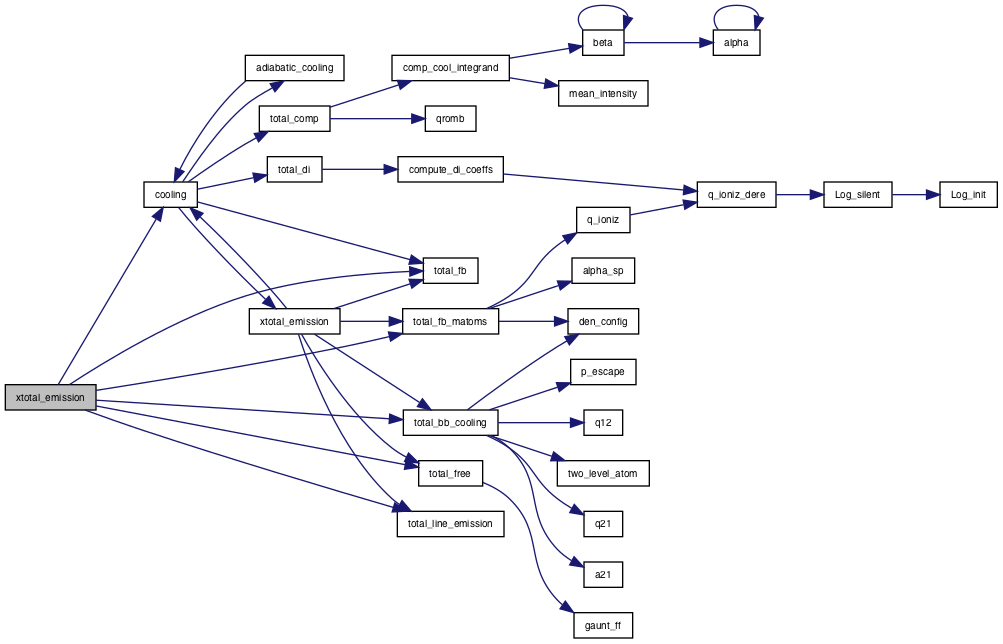 beta
alpha
adiabatic_cooling
comp_cool_integrand
mean_intensity
total_comp
qromb
total_di
compute_di_coeffs
cooling
q_ioniz_dere
Log_silent
Log_init
q_ioniz
total_fb
alpha_sp
xtotal_emission
total_fb_matoms
den_config
p_escape
xtotal_emission
total_bb_cooling
q12
total_free
two_level_atom
total_line_emission
q21
a21
gaunt_ff